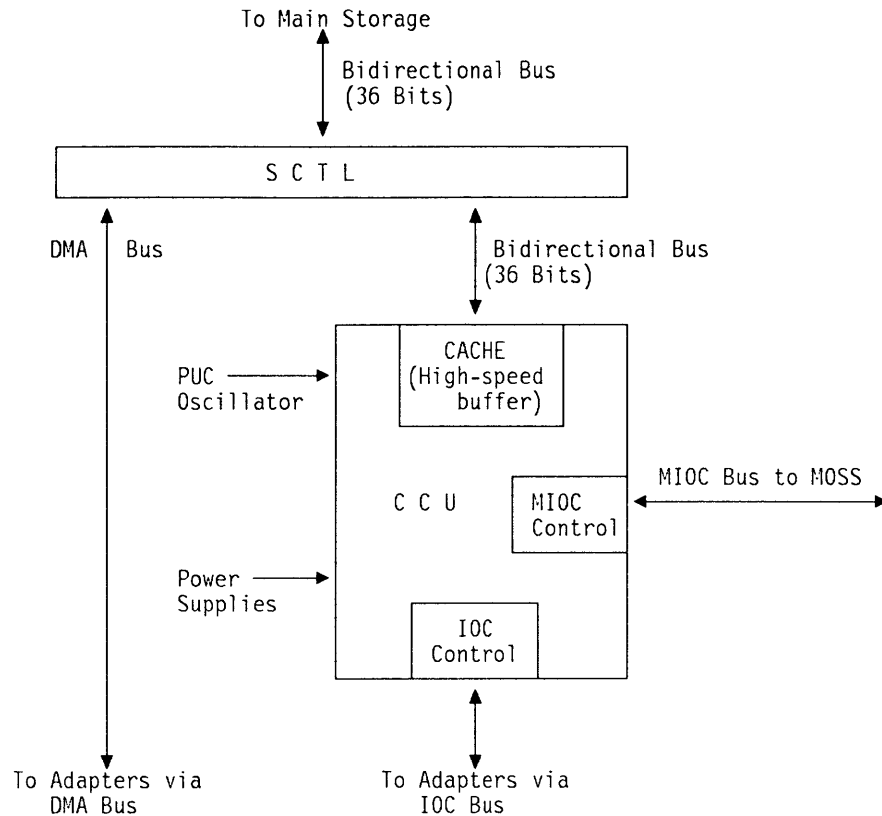 To Main Storage
Bidirectional Bus
(36 Bits)
S C T L
DMA Bus
Bidirectional Bus
(36 Bits)
CACHE
(High-speed
buffer)
PUC
Oscillator
MIOC Bus to MOSS
C C U
MIOC
Control
Power
Supplies
IOC
Control
To Adapters via
DMA Bus
To Adapters via
IOC Bus